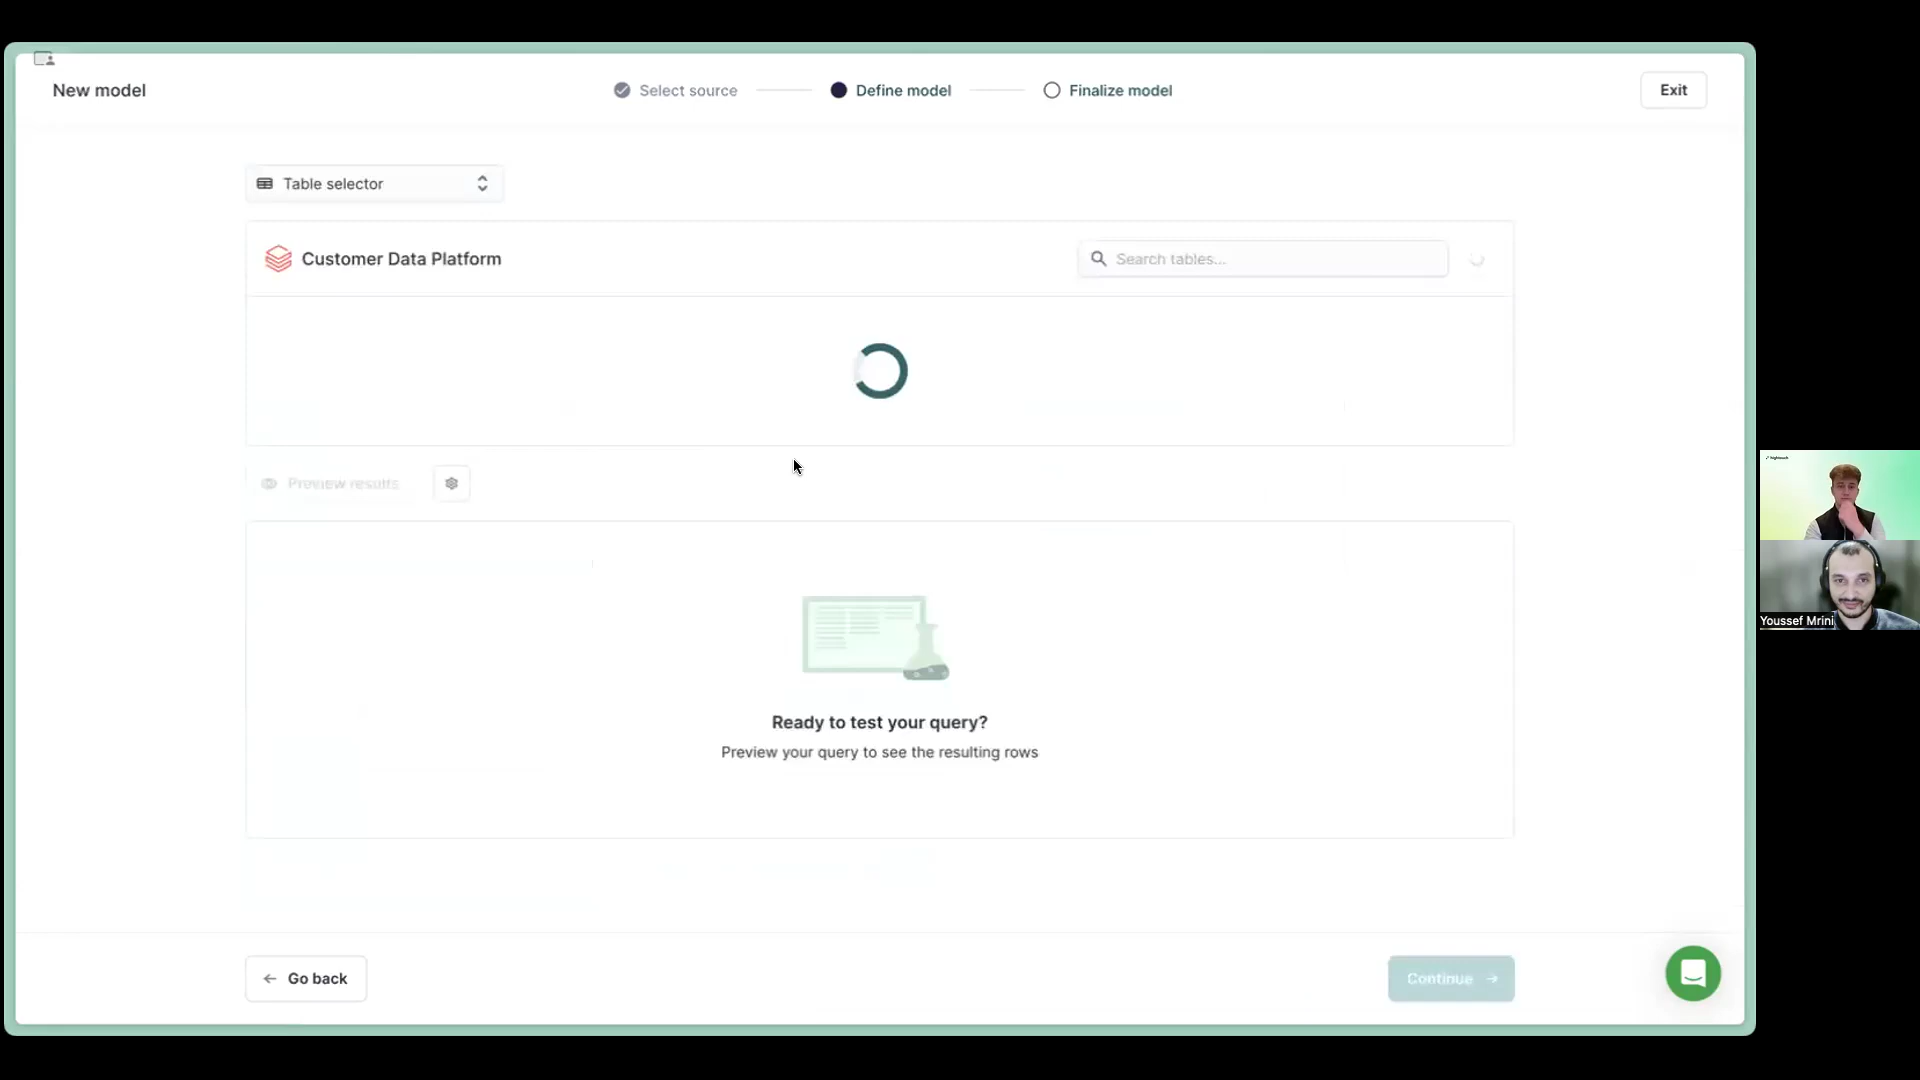 New model
Select source
Define model
Finalize model
Exit
Table selector
Customer Data Platform
Search tables...
Preview results
Ready to test your query?
Preview your query to see the resulting rows
Go back
Continue
Youssef Mrini